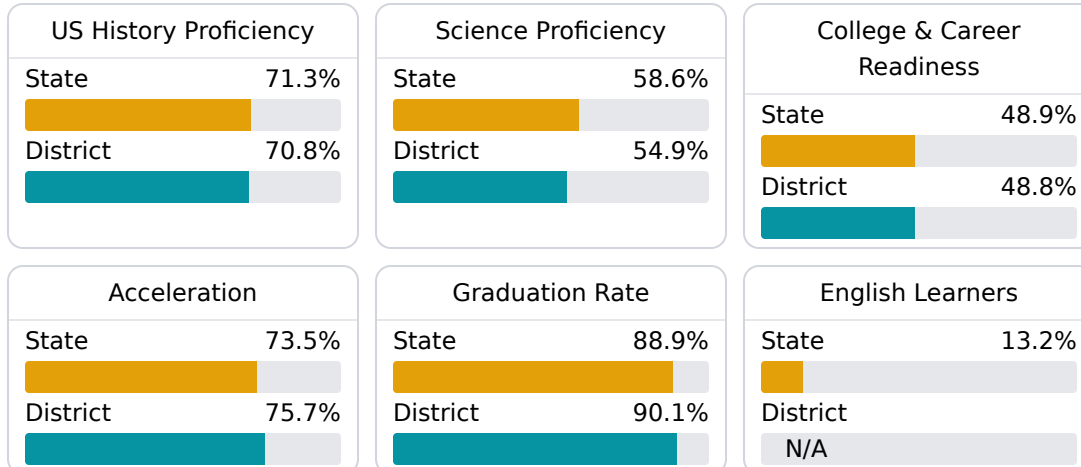 US History Proficiency
State 71.3%
District 70.8%
Science Proficiency
State 58.6%
District 54.9%
College & Career
Readiness
State 48.9%
District 48.8%
Acceleration
State 73.5%
District 75.7%
Graduation Rate
State 88.9%
District 90.1%
English Learners
State 13.2%
District
N/A